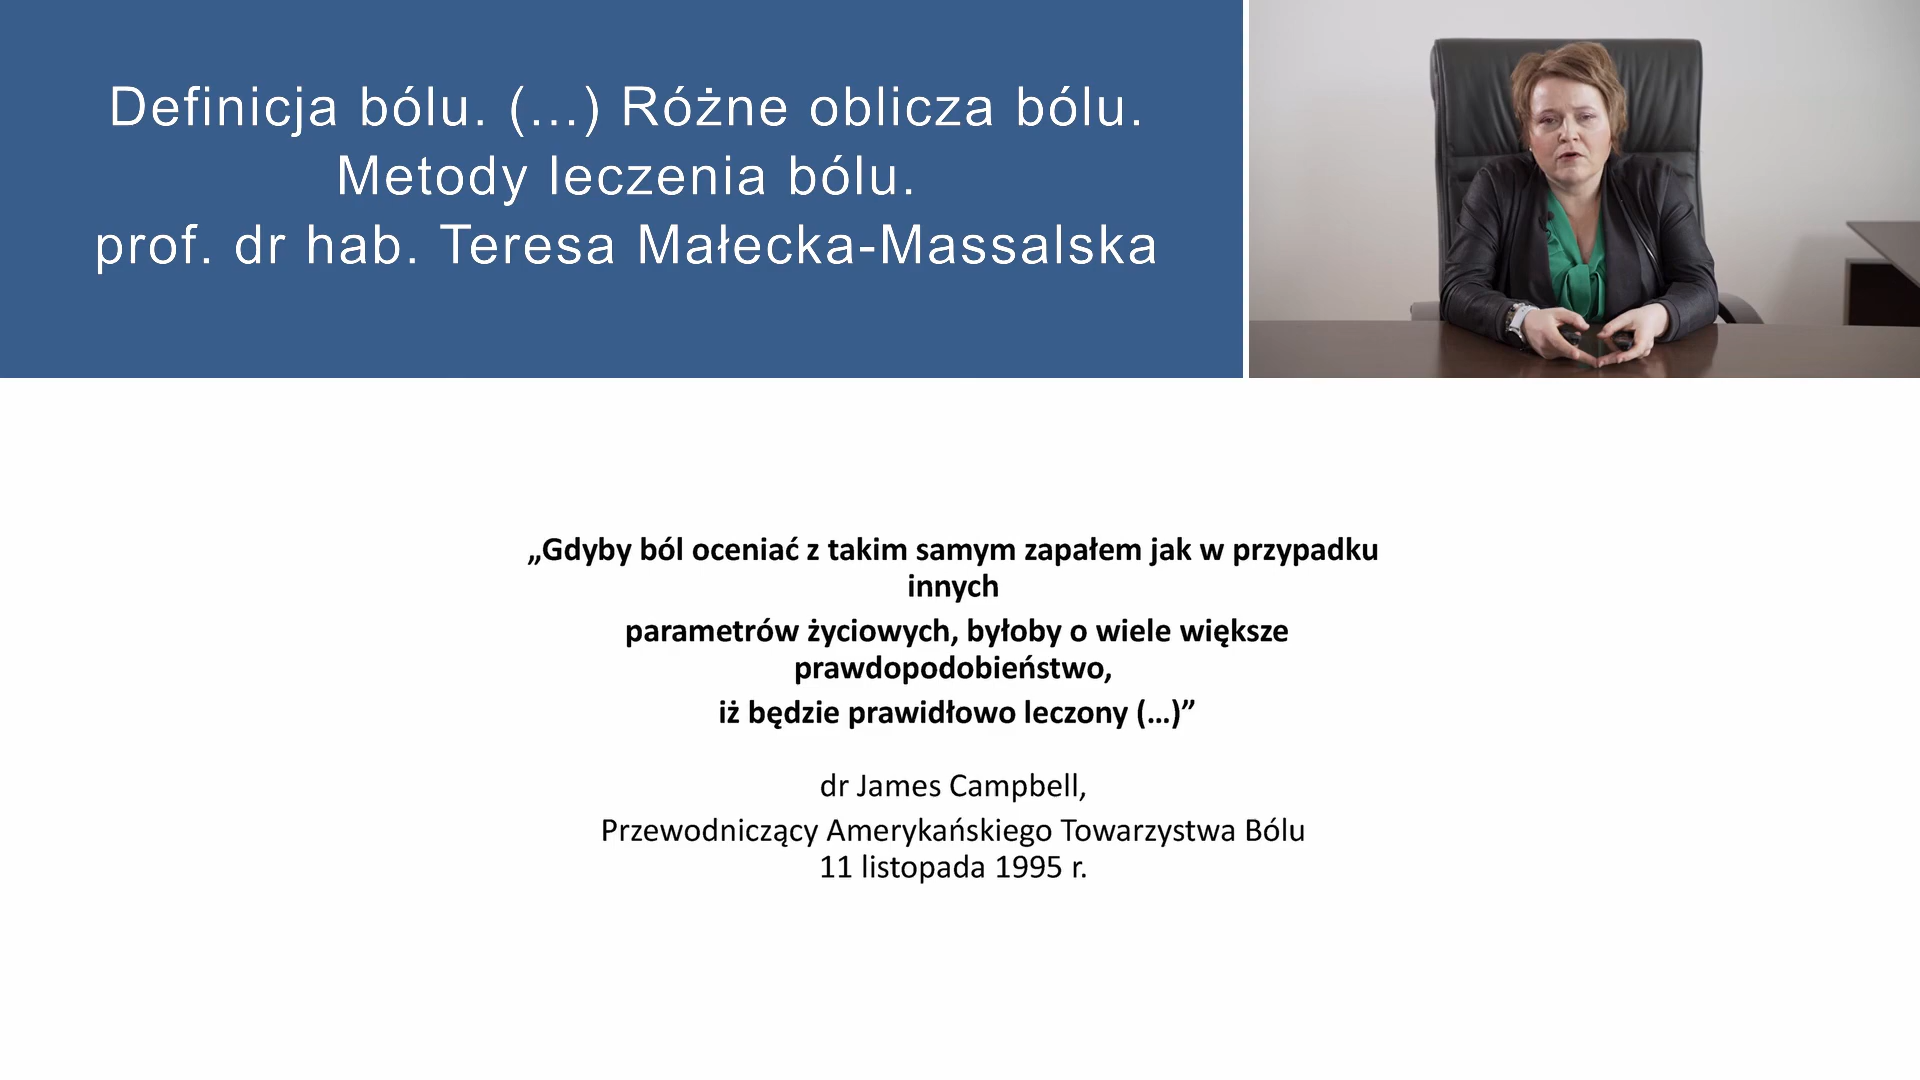 Definicja bólu. (...) Różne oblicza bólu.
Metody leczenia bólu.
prof. dr hab. Teresa Małecka-Massalska
„Gdyby ból oceniać z takim samym zapałem jak w przypadku
innych
parametrów życiowych, byłoby o wiele większe
prawdopodobieństwo,
iż będzie prawidłowo leczony (…)”
dr James Campbell,
Przewodniczący Amerykańskiego Towarzystwa Bólu
11 listopada 1995 r.